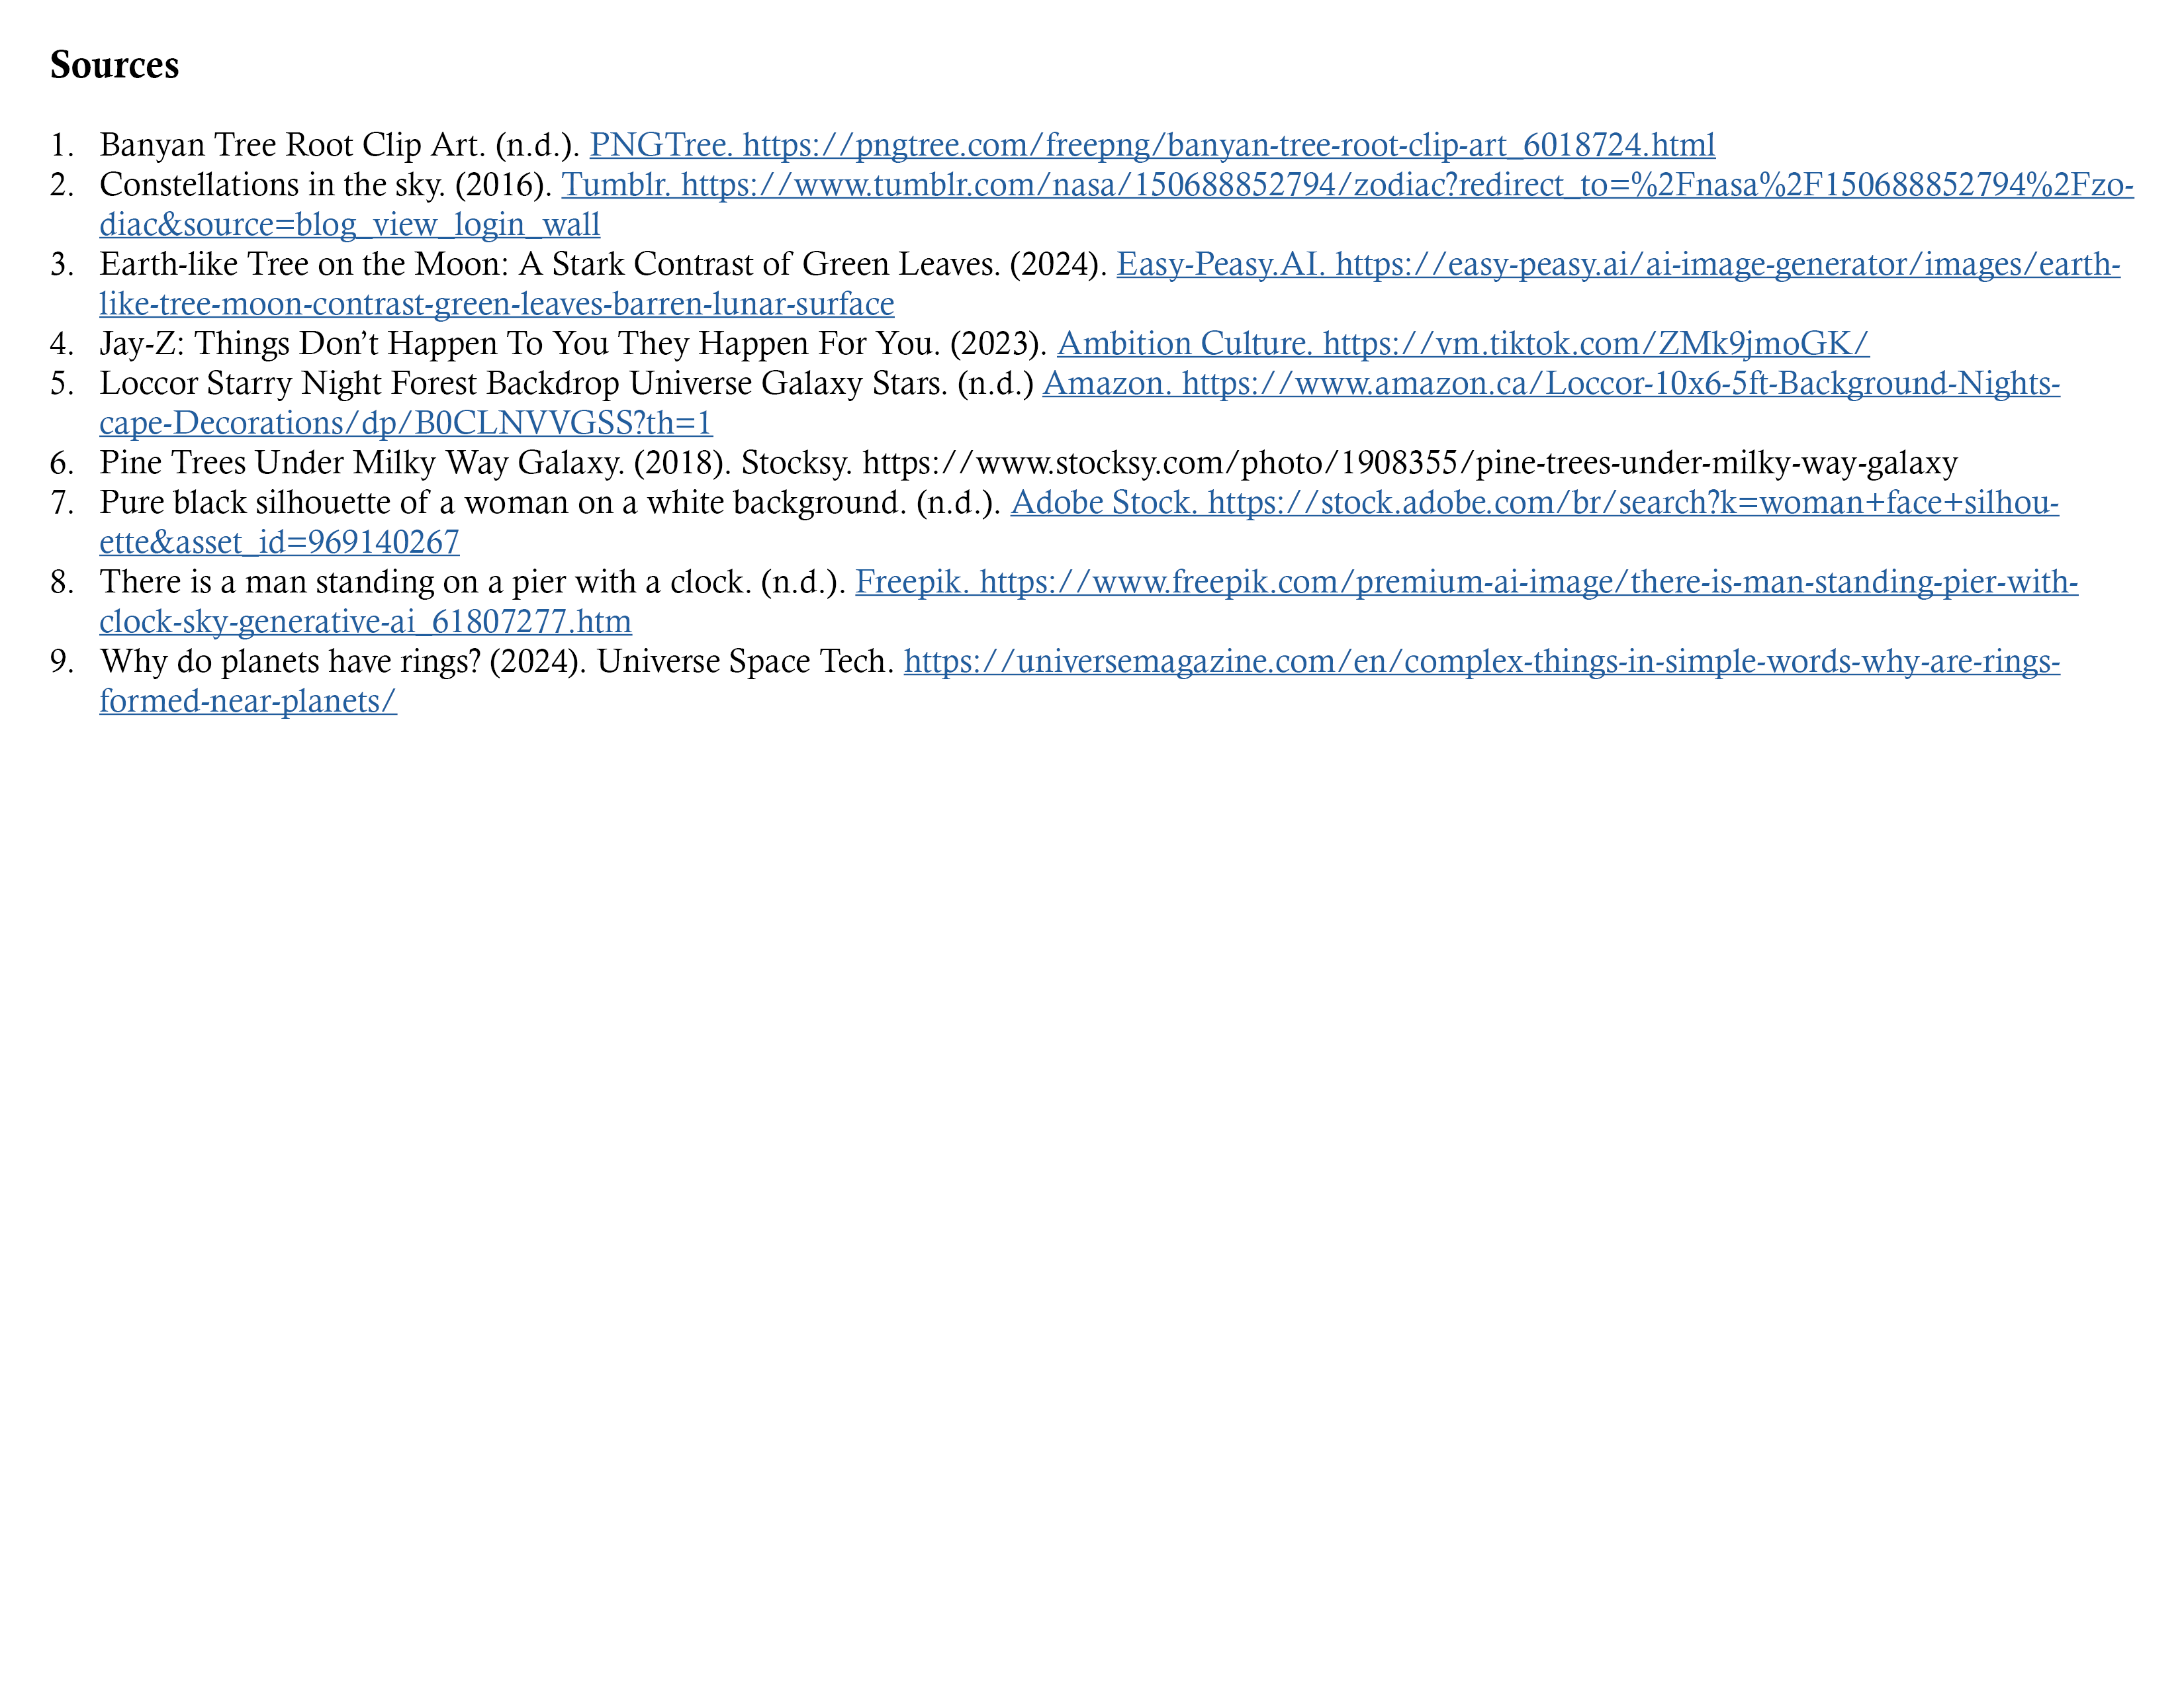 Sources
1. Banyan Tree Root Clip Art. (n.d.). PNGTree. https://pngtree.com/freepng/banyan-tree-root-clip-art_6018724.html
2. Constellations in the sky. (2016). Tumblr. https://www.tumblr.com/nasa/150688852794/zodiac?redirect_to=%2Fnasa%2F150688852794%2Fzo-
diac&source=blog_view_login_wall
3. Earth-like Tree on the Moon: A Stark Contrast of Green Leaves. (2024). Easy-Peasy.AI. https://easy-peasy.ai/ai-image-generator/images/earth-
like-tree-moon-contrast-green-leaves-barren-lunar-surface
4. Jay-Z: Things Don’t Happen To You They Happen For You. (2023). Ambition Culture. https://vm.tiktok.com/ZMk9jmoGK/
5. Loccor Starry Night Forest Backdrop Universe Galaxy Stars. (n.d.) Amazon. https://www.amazon.ca/Loccor-10x6-5ft-Background-Nights-
cape-Decorations/dp/B0CLNVVGSS?th=1
6. Pine Trees Under Milky Way Galaxy. (2018). Stocksy. https://www.stocksy.com/photo/1908355/pine-trees-under-milky-way-galaxy
7. Pure black silhouette of a woman on a white background. (n.d.). Adobe Stock. https://stock.adobe.com/br/search?k=woman+face+silhou-
ette&asset_id=969140267
8. There is a man standing on a pier with a clock. (n.d.). Freepik. https://www.freepik.com/premium-ai-image/there-is-man-standing-pier-with-
clock-sky-generative-ai_61807277.htm
9. Why do planets have rings? (2024). Universe Space Tech. https://universemagazine.com/en/complex-things-in-simple-words-why-are-rings-
formed-near-planets/